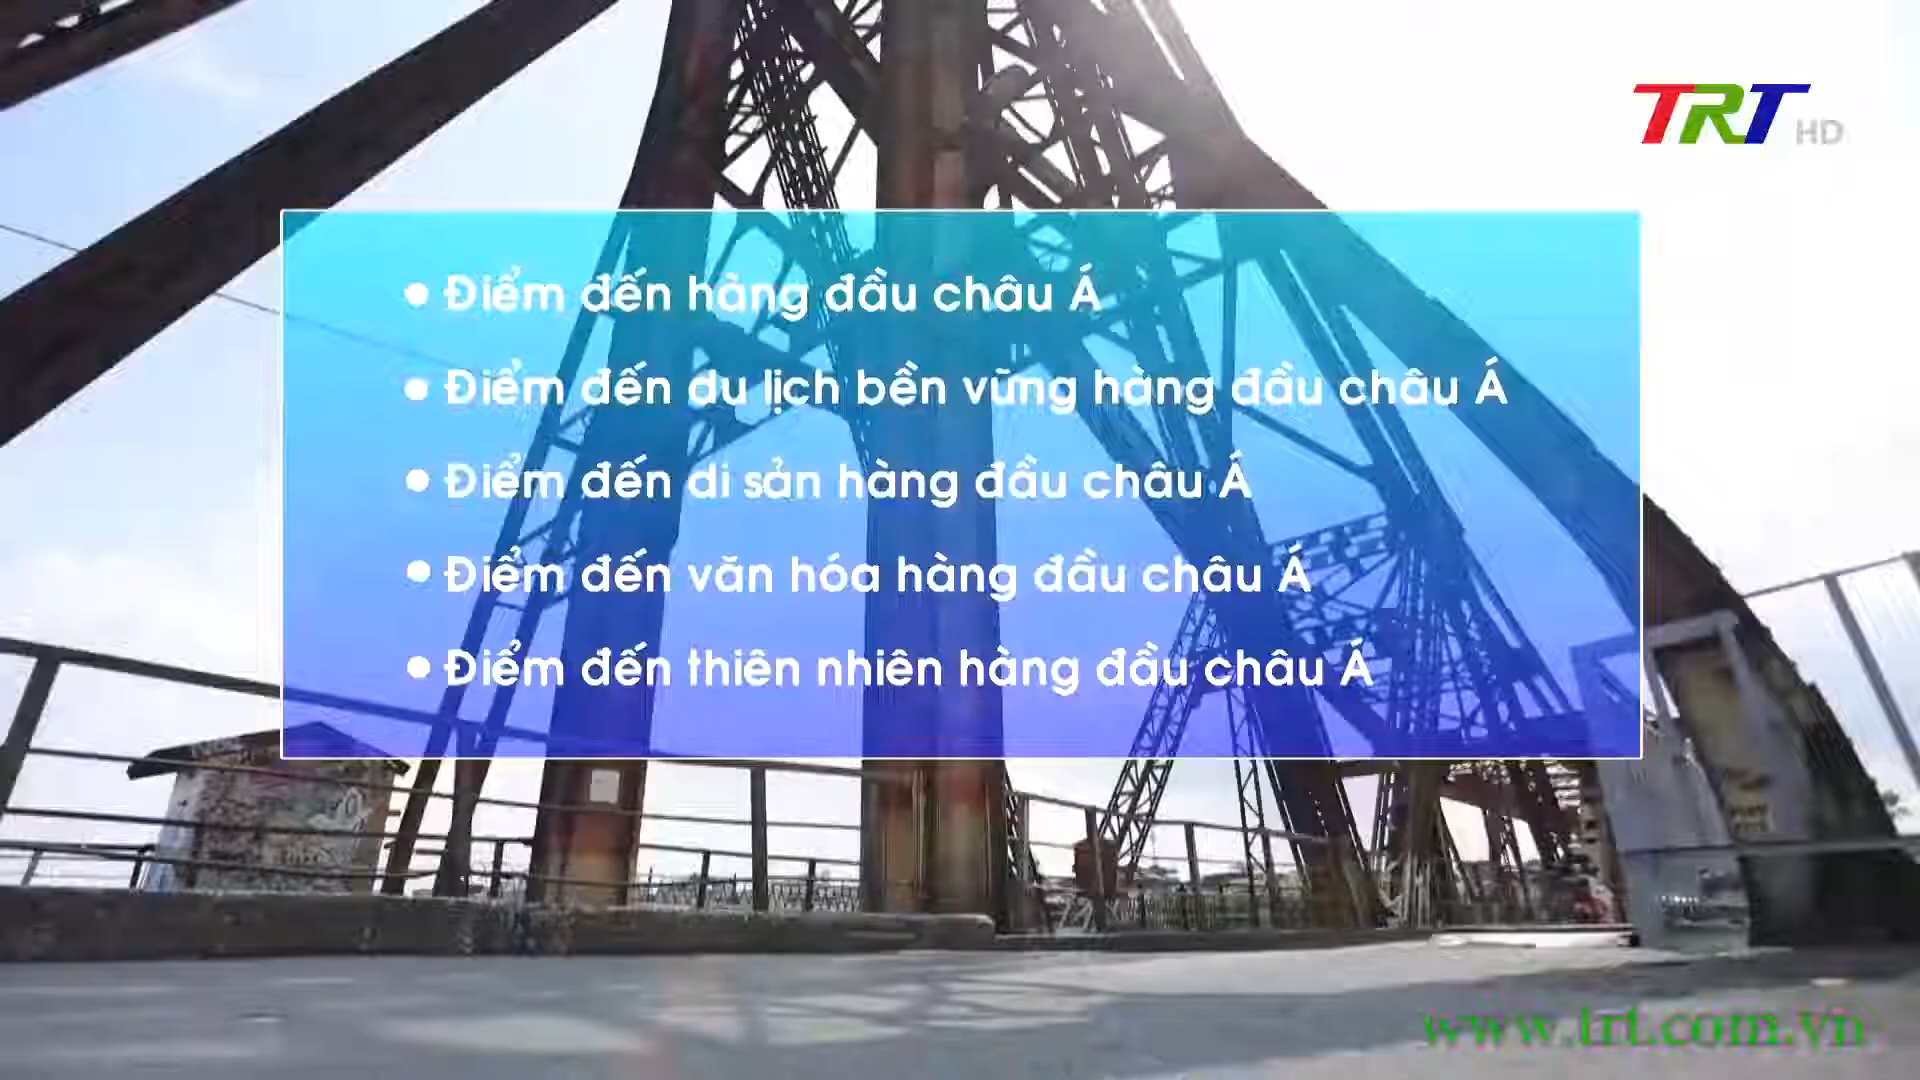 TRT HD
• Điểm đến hàng đầu châu Á
• Điểm đến du lịch bền vững hàng đầu châu Á
• Điểm đến di sản hàng đầu châu Á
• Điểm đến văn hóa hàng đầu châu Á
• Điểm đến thiên nhiên hàng đầu châu Á
www.trt.com.vn